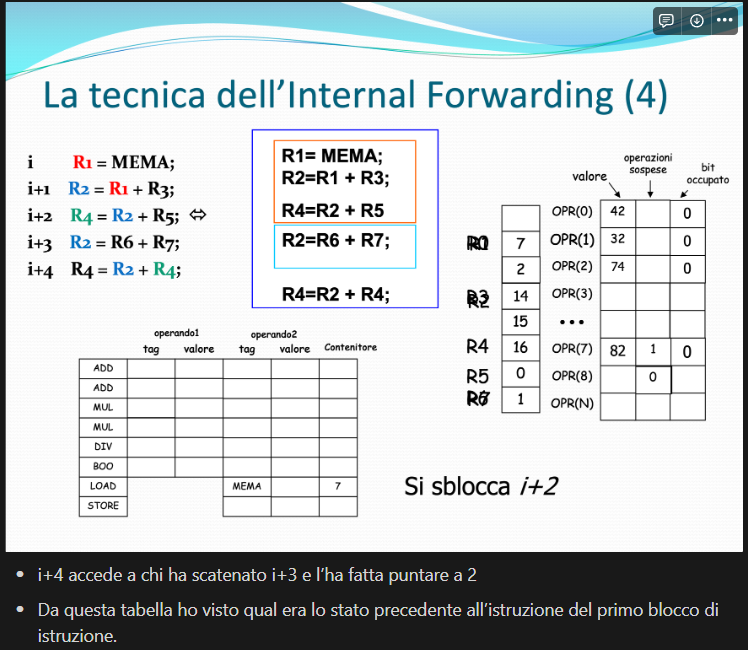 La tecnica dell'Internal Forwarding (4)
i R1 = MEMA;
i+1 R2 = R1 + R3;
i+2 R4 = R2 + R5; ⇔
i+3 R2 = R6 + R7;
i+4 R4 = R2 + R4;
R1= MEMA;
R2=R1 + R3;
R4=R2 + R5
R2=R6 + R7;
R4=R2 + R4;
valore operazioni sospese bit occupato
OPR(0) 42 0
7 OPR(1) 32 0
2 OPR(2) 74 0
14 OPR(3)
15 •••
R4 16 OPR(7) 82 1 0
R5 0 OPR(8) 0
1 OPR(N)
operando1 operando2
tag valore tag valore Contenitore
ADD
ADD
MUL
MUL
DIV
BOO
LOAD MEMA 7
STORE
Si sblocca i+2
• i+4 accede a chi ha scatenato i+3 e l'ha fatta puntare a 2
• Da questa tabella ho visto qual era lo stato precedente all'istruzione del primo blocco di
istruzione.